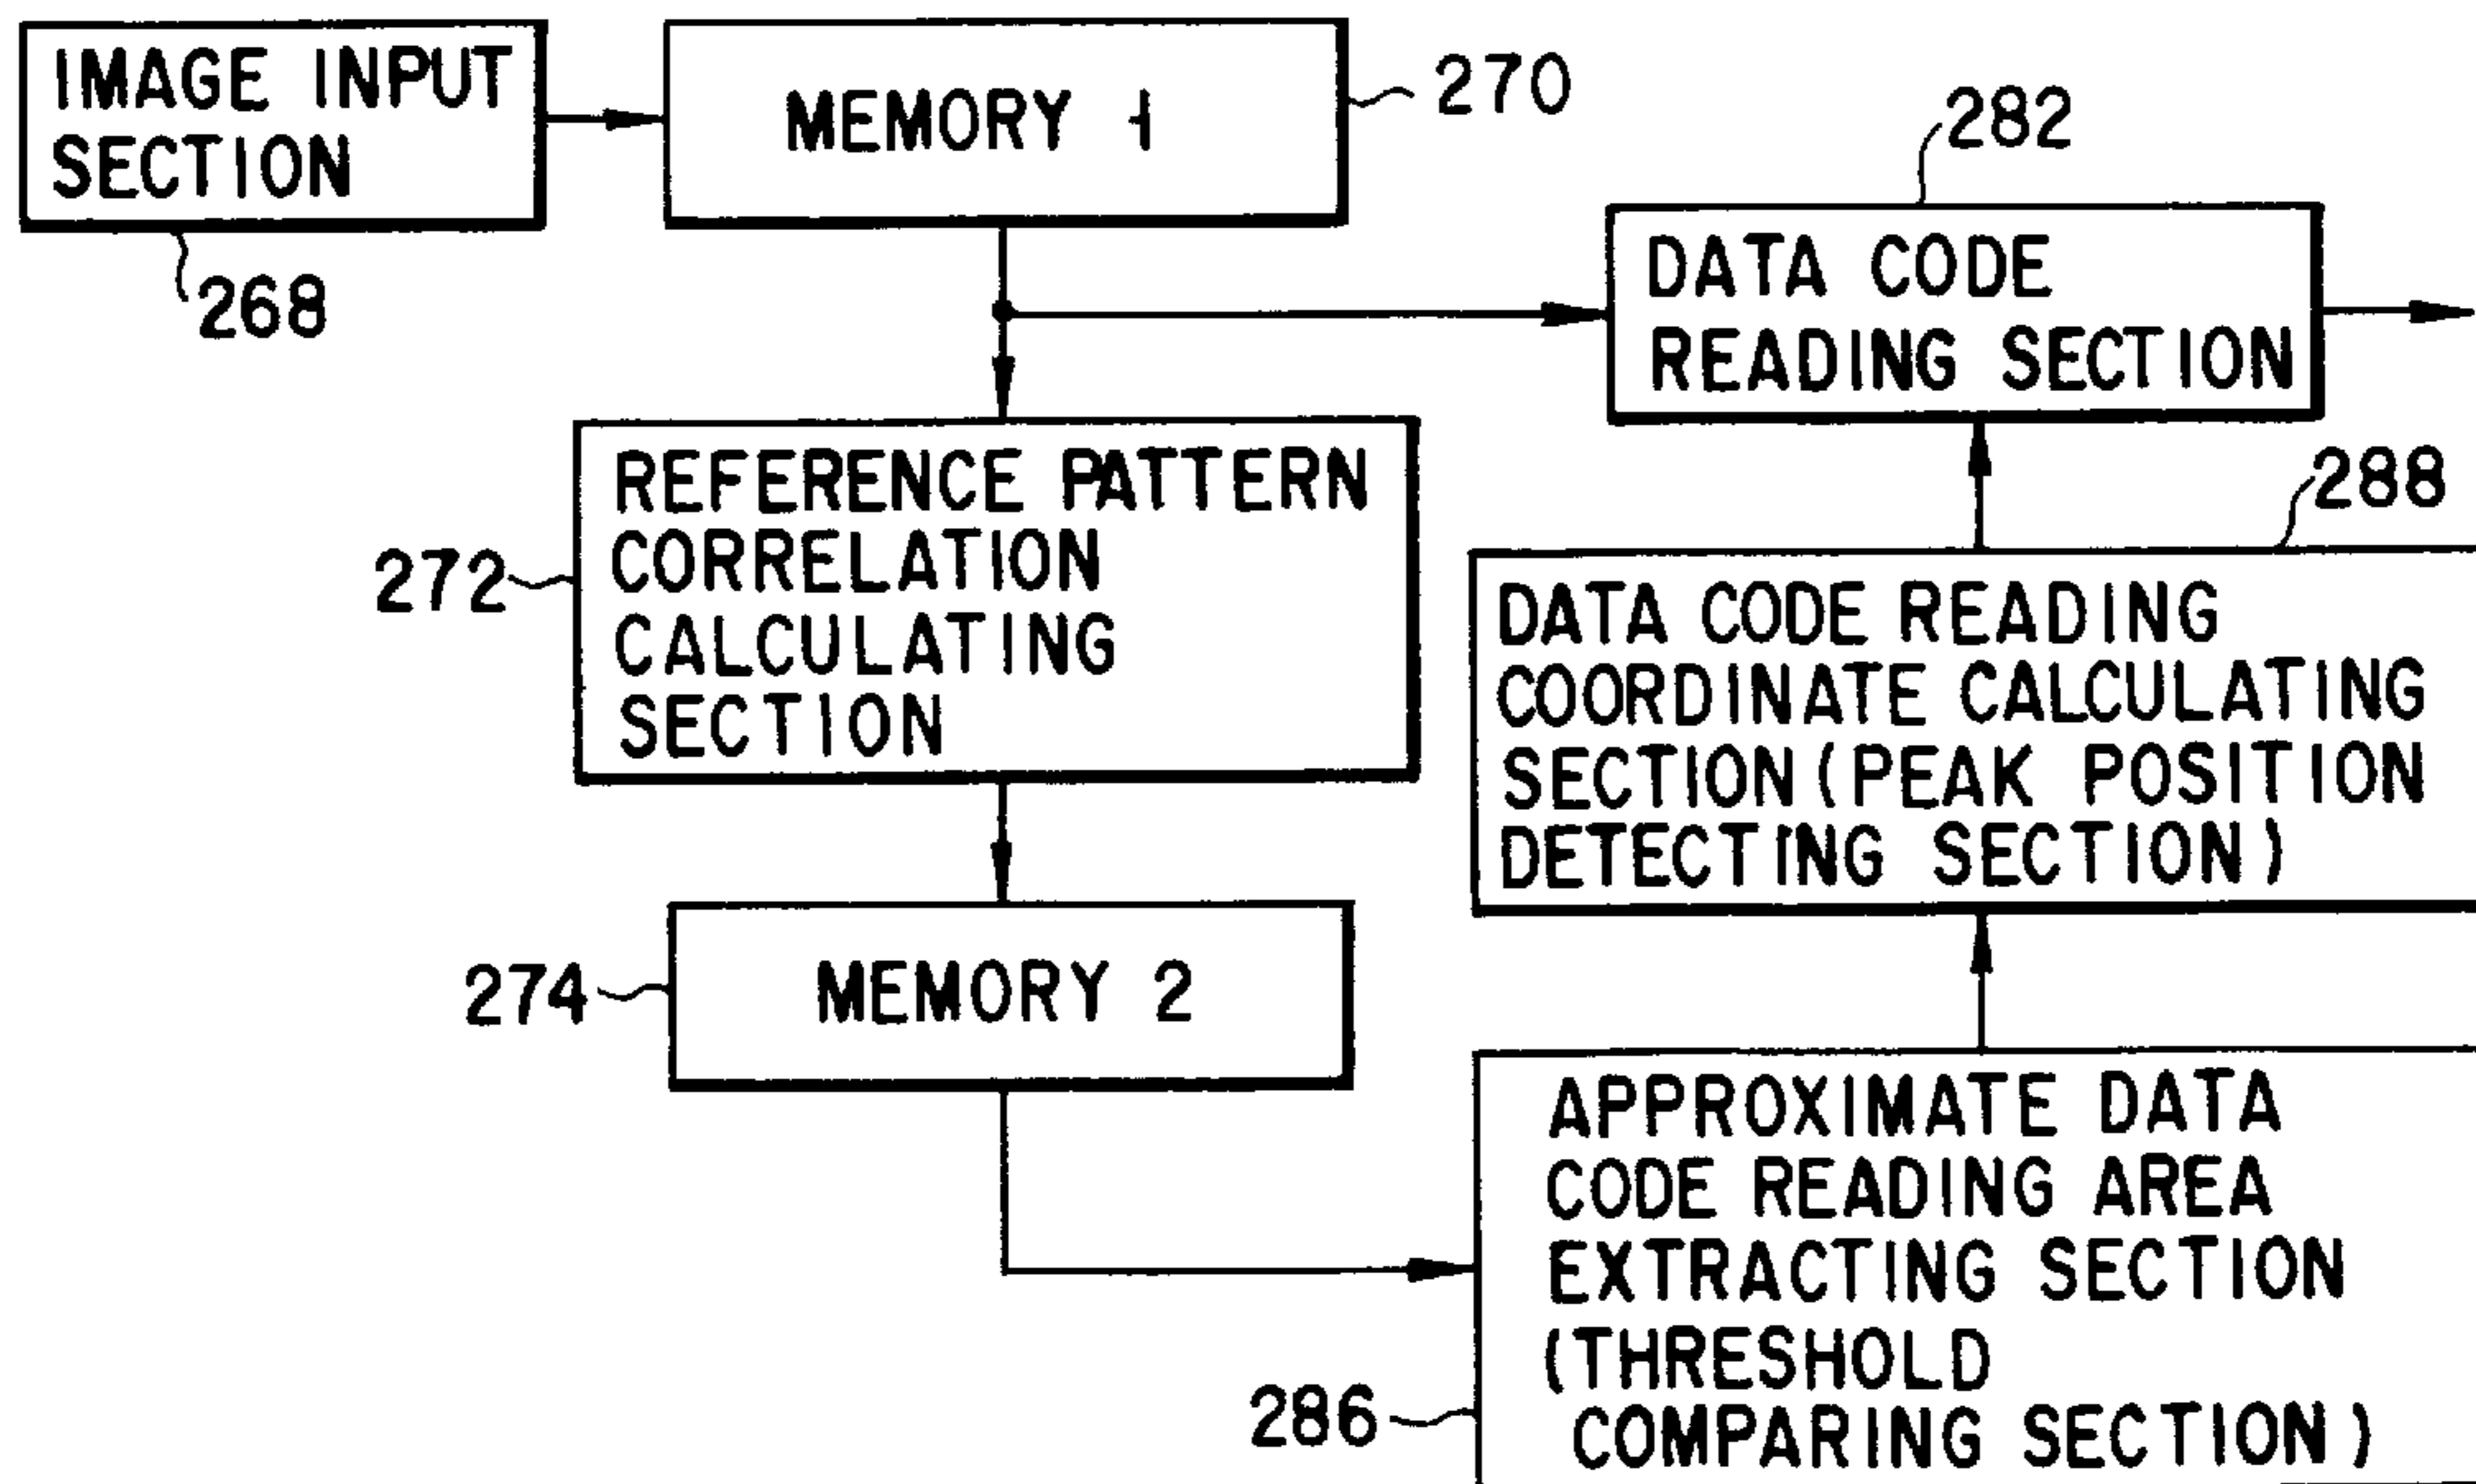 IMAGE INPUT
SECTION
268
MEMORY 1
270
282
DATA CODE
READING SECTION
272
REFERENCE PATTERN
CORRELATION
CALCULATING
SECTION
288
DATA CODE READING
COORDINATE CALCULATING
SECTION (PEAK POSITION
DETECTING SECTION)
274
MEMORY 2
286
APPROXIMATE DATA
CODE READING AREA
EXTRACTING SECTION
(THRESHOLD
COMPARING SECTION)